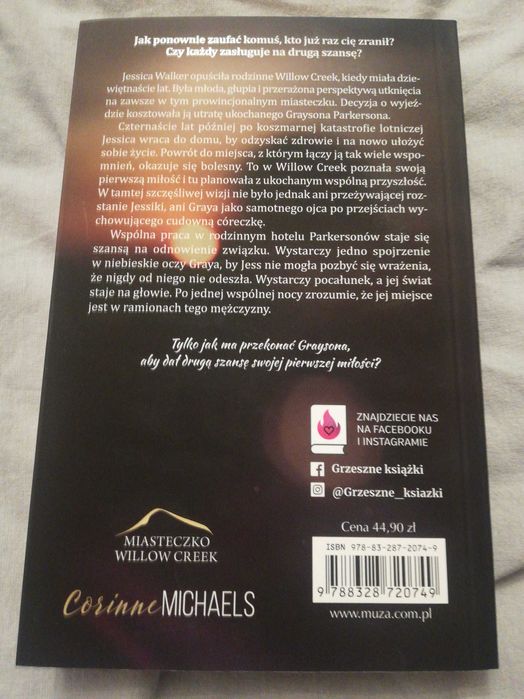 Jak ponownie zaufać komuś, kto już raz cię zranił?
Czy każdy zasługuje na drugą szansę?
Jessica Walker opuściła rodzinne Willow Creek, kiedy miała dzie-
więtnaście lat. Była młoda, głupia i przerażona perspektywą utknięcia
na zawsze w tym prowincjonalnym miasteczku. Decyzja o wyjeź-
dzie kosztowała ją utratę ukochanego Graysona Parkersona.
Czternaście lat później po koszmarnej katastrofie lotniczej
Jessica wraca do domu, by odzyskać zdrowie i na nowo ułożyć
sobie życie. Powrót do miejsca, z którym łączy ją tak wiele wspo-
mnień, okazuje się bolesny. To w Willow Creek poznała swoją
pierwszą miłość i tu planowała z ukochanym wspólną przyszłość.
W tamtej szczęśliwej wizji nie było jednak ani przeżywającej roz-
stanie Jessiki, ani Graya jako samotnego ojca po przejściach wy-
chowującego cudowną córeczkę.
Wspólna praca w rodzinnym hotelu Parkersonów staje się
szansą na odnowienie związku. Wystarczy jedno spojrzenie
w niebieskie oczy Graya, by Jess nie mogła pozbyć się wrażenia,
że nigdy od niego nie odeszła. Wystarczy pocałunek, a jej świat
staje na głowie. Po jednej wspólnej nocy zrozumie, że jej miejsce
jest w ramionach tego mężczyzny.
Tylko jak ma przekonać Graysona,
aby dał drugą szansę swojej pierwszej miłości?
ZNAJDZIECIE NAS
NA FACEBOOKU
I INSTAGRAMIE
Grzeszne książki
@Grzeszne_ksiazki
Cena 44,90 zł
ISBN 978-83-287-2074-9
9 788328 720749
www.muza.com.pl
MIASTECZKO
WILLOW CREEK
Corinne MICHAELS